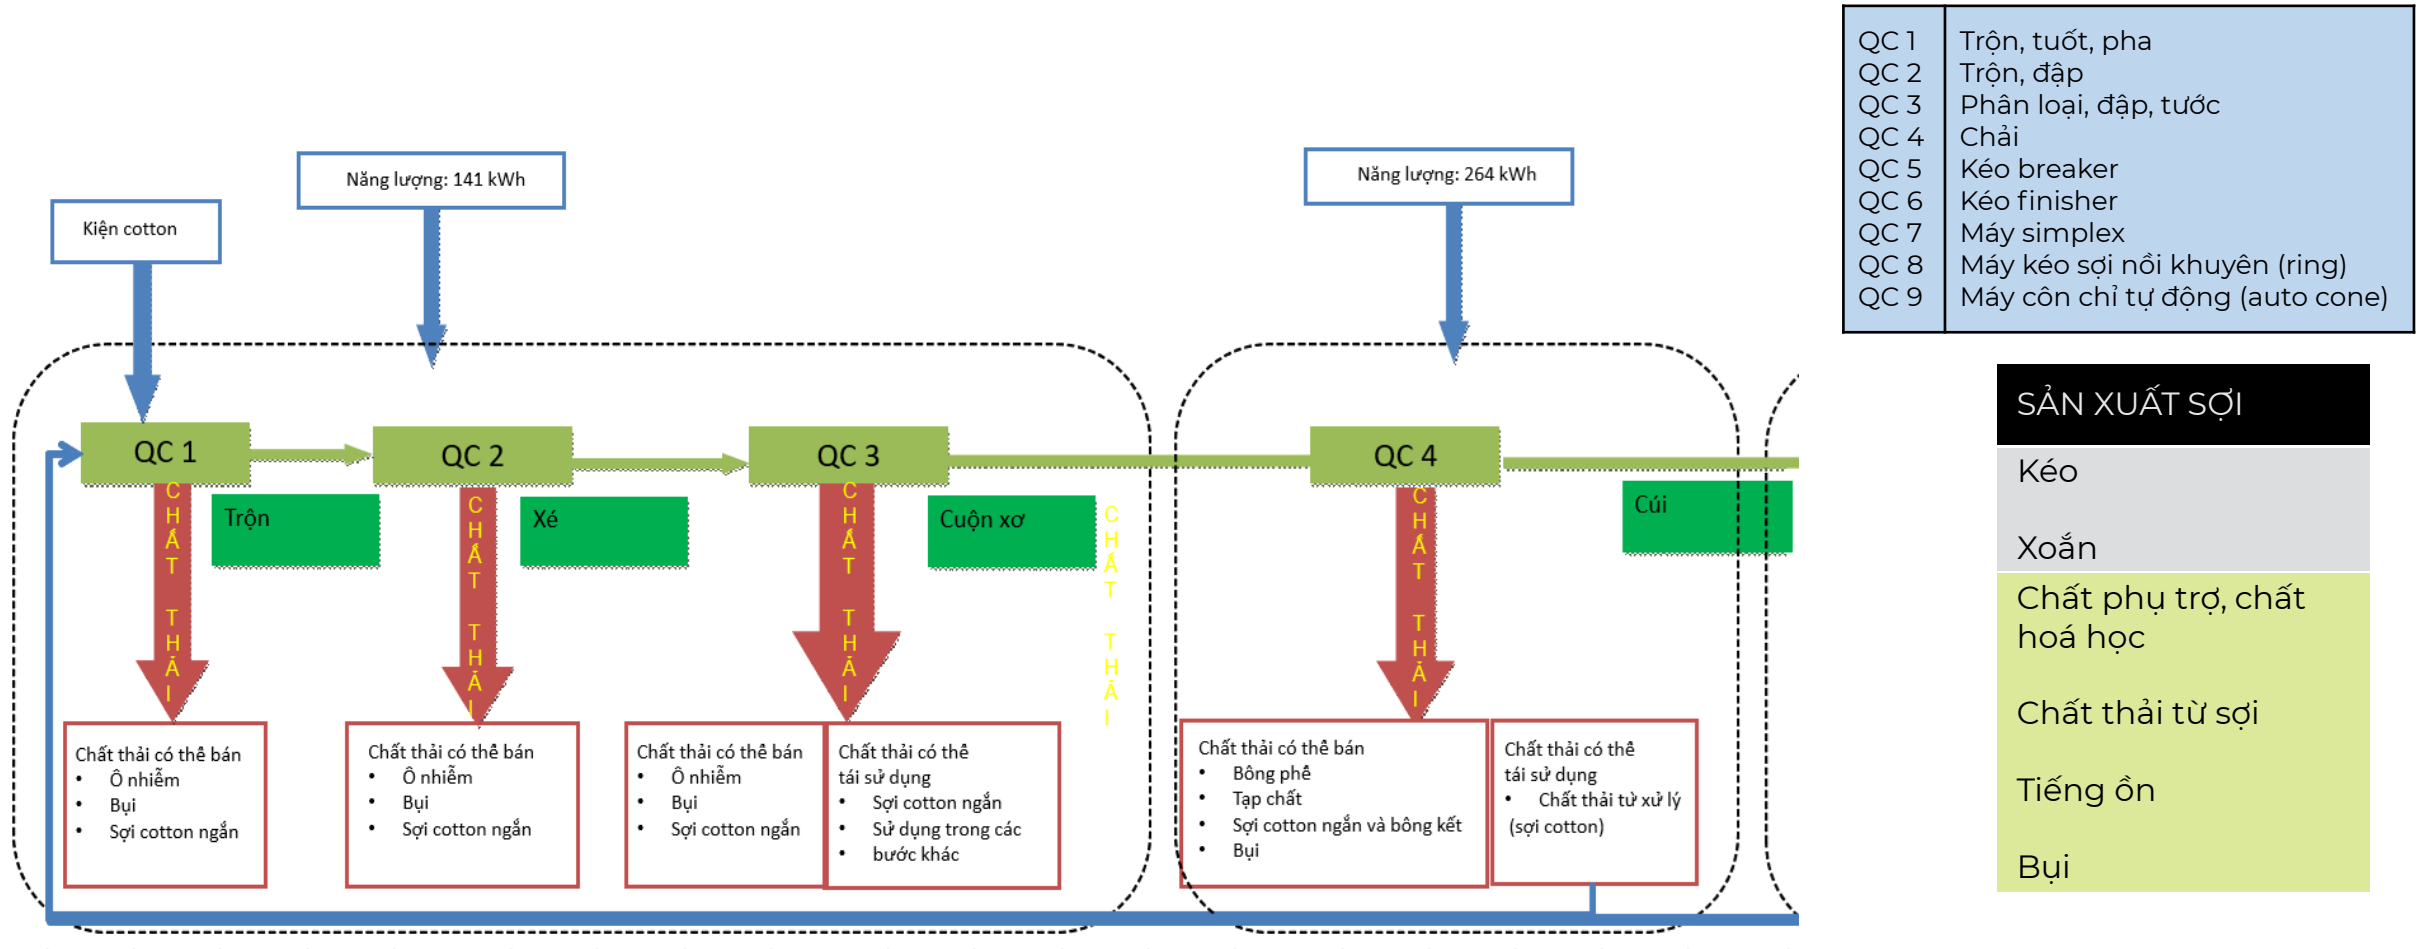 Kiện cotton
Năng lượng: 141 kWh
Năng lượng: 264 kWh
QC 1
QC 2
QC 3
QC 4
Trộn
Xé
Cuộn xơ
Cúi
CHẤT THẢI
CHẤT THẢI
CHẤT THẢI
CHẤT THẢI
CHẤT THẢI
Chất thải có thể bán
• Ô nhiễm
• Bụi
• Sợi cotton ngắn
Chất thải có thể bán
• Ô nhiễm
• Bụi
• Sợi cotton ngắn
Chất thải có thể bán
• Ô nhiễm
• Bụi
• Sợi cotton ngắn
Chất thải có thể
tái sử dụng
• Sợi cotton ngắn
• Sử dụng trong các
• bước khác
Chất thải có thể bán
• Bông phế
• Tạp chất
• Sợi cotton ngắn và bông kết
• Bụi
Chất thải có thể
tái sử dụng
• Chất thải từ xử lý
(sợi cotton)
QC 1 Trộn, tuốt, pha
QC 2 Trộn, đập
QC 3 Phân loại, đập, tước
QC 4 Chải
QC 5 Kéo breaker
QC 6 Kéo finisher
QC 7 Máy simplex
QC 8 Máy kéo sợi nồi khuyên (ring)
QC 9 Máy côn chỉ tự động (auto cone)
SẢN XUẤT SỢI
Kéo
Xoắn
Chất phụ trợ, chất
hoá học
Chất thải từ sợi
Tiếng ồn
Bụi